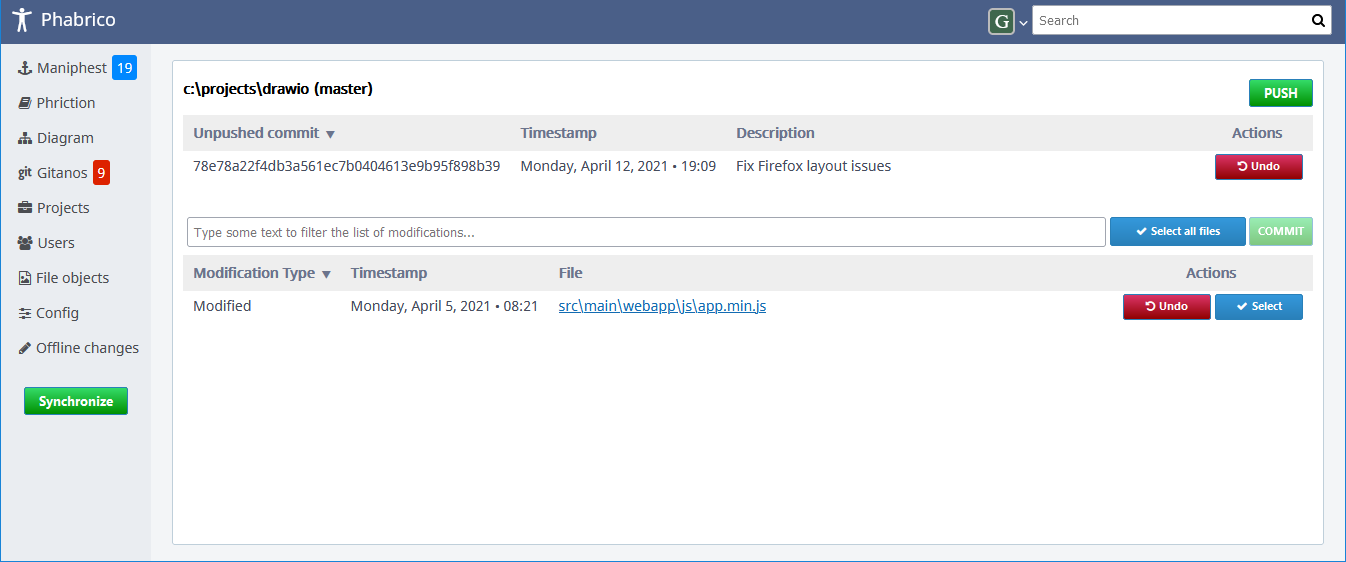 Phabrico
G
Search
Maniphest 19
Phriction
Diagram
git Gitanos 9
Projects
Users
File objects
Config
Offline changes
Synchronize
c:\projects\drawio (master)
PUSH
Unpushed commit ▼ Timestamp Description Actions
78e78a22f4db3a561ec7b0404613e9b95f898b39 Monday, April 12, 2021 • 19:09 Fix Firefox layout issues Undo
Type some text to filter the list of modifications... Select all files COMMIT
Modification Type ▼ Timestamp File Actions
Modified Monday, April 5, 2021 • 08:21 src\main\webapp\js\app.min.js Undo Select